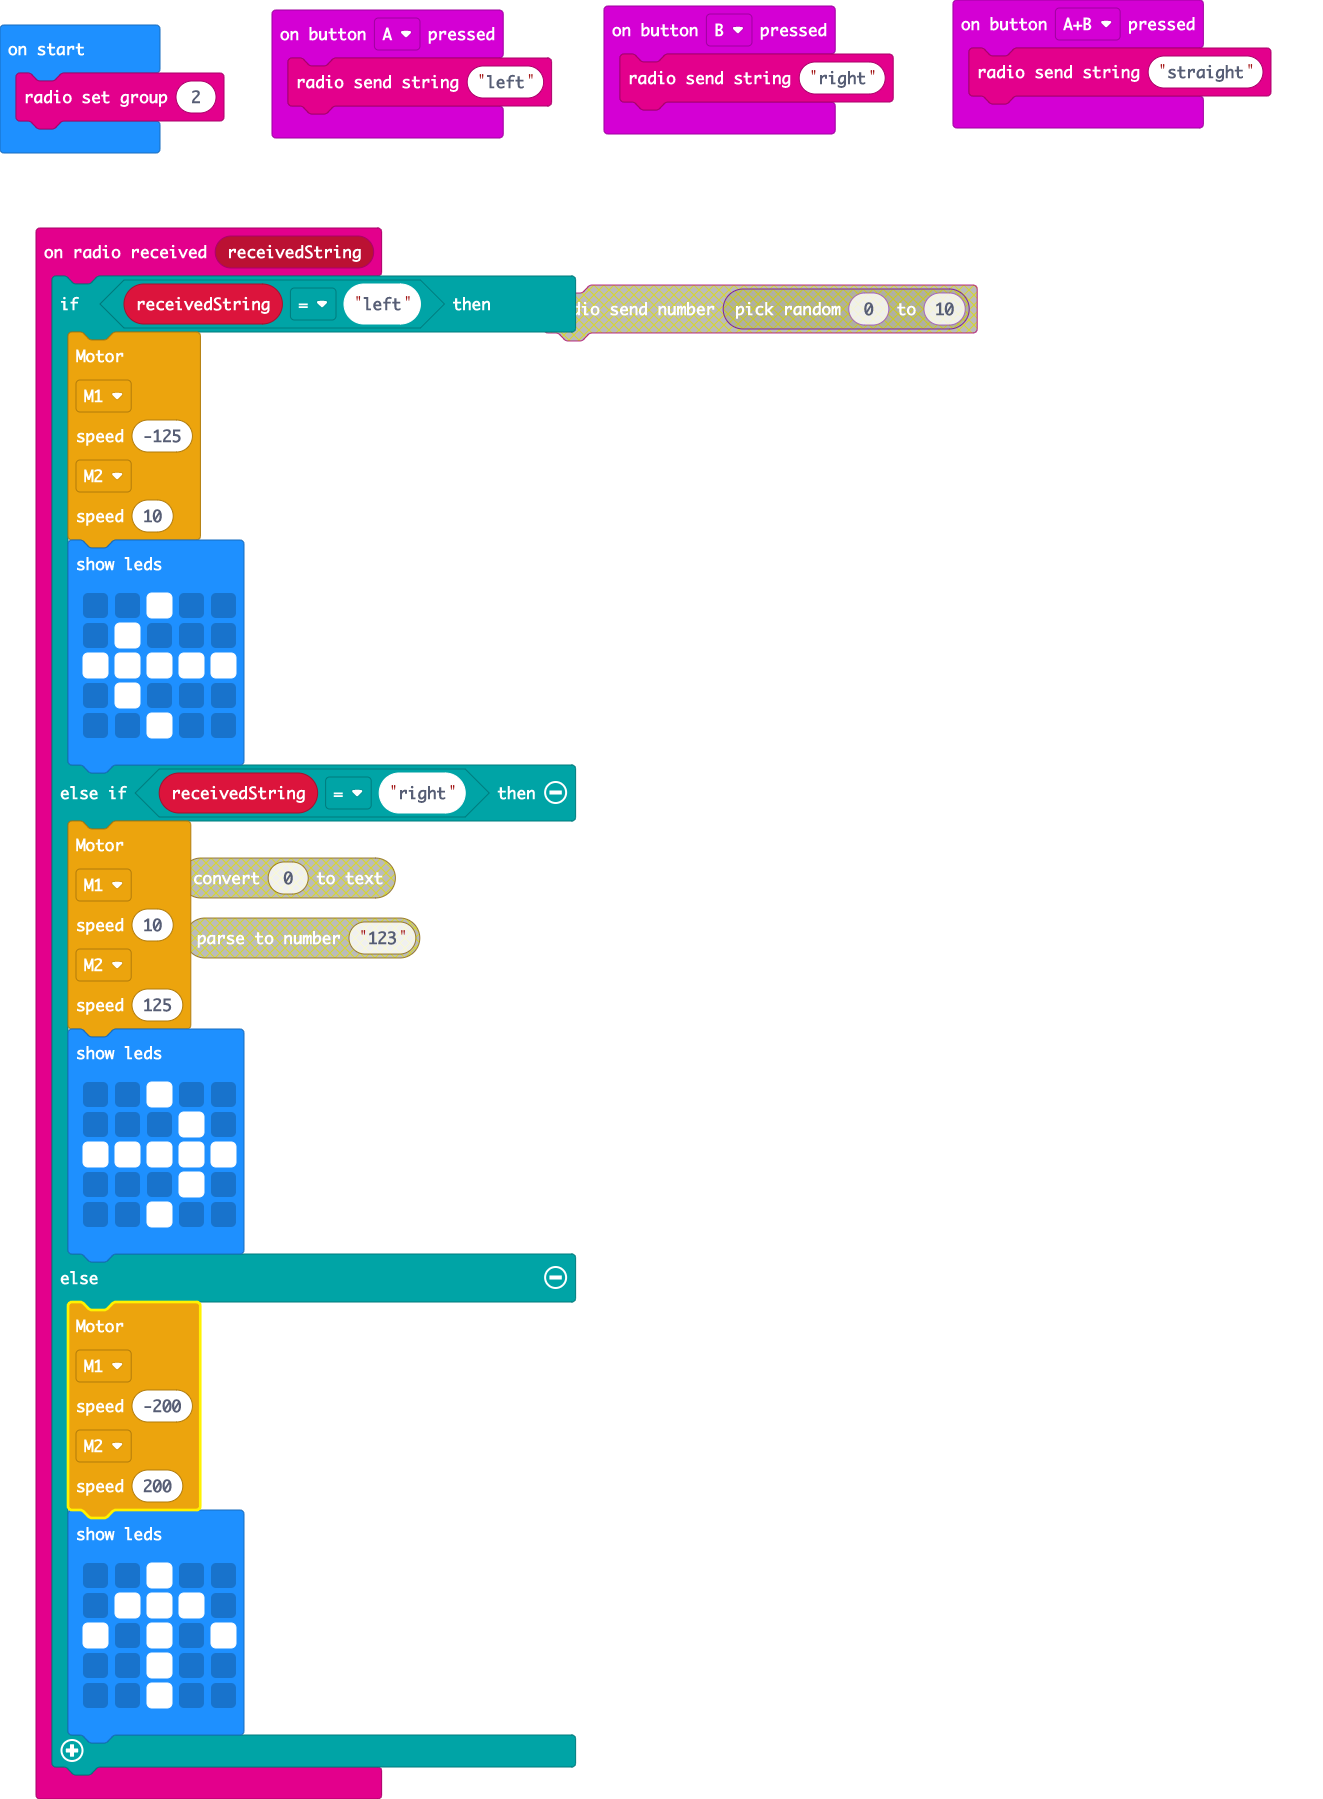 on start
radio set group 2
on button A pressed
radio send string "left"
on button B pressed
radio send string "right"
on button A+B pressed
radio send string "straight"
on radio received receivedString
if receivedString = "left" then
send number pick random 0 to 10
Motor
M1
speed -125
M2
speed 10
show leds
else if receivedString = "right" then
Motor
M1
speed 10
M2
speed 125
convert 0 to text
parse to number "123"
show leds
else
Motor
M1
speed -200
M2
speed 200
show leds